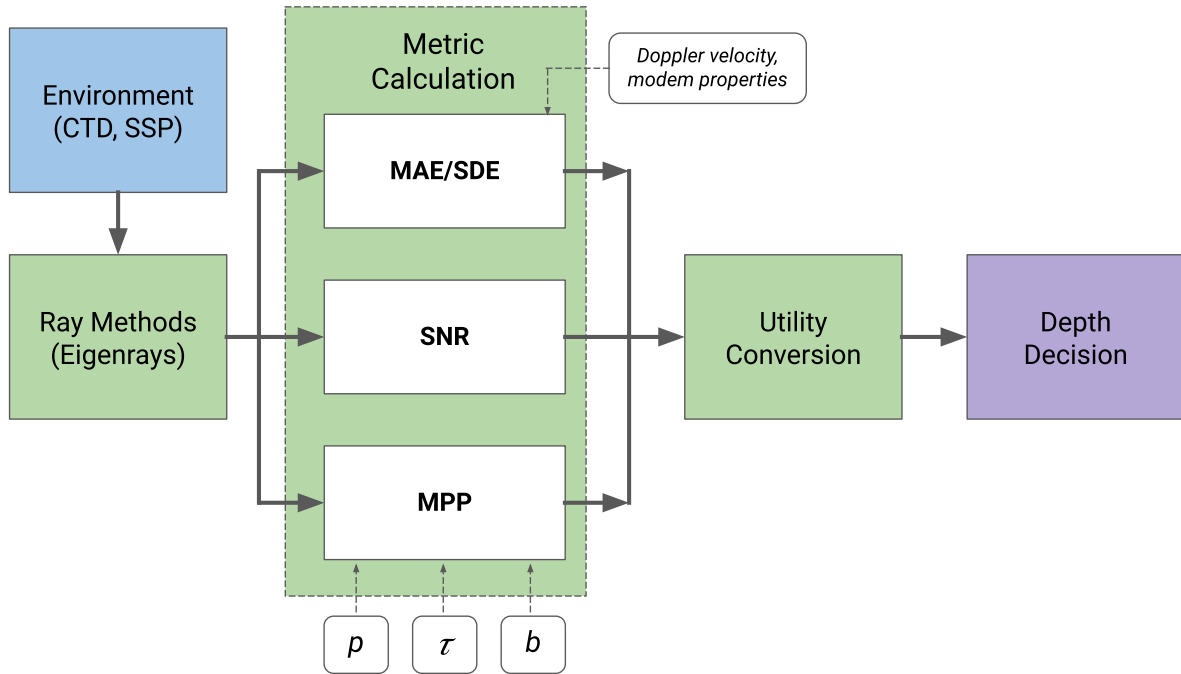 Environment
(CTD, SSP)
Ray Methods
(Eigenrays)
Metric
Calculation
Doppler velocity,
modem properties
MAE/SDE
SNR
MPP
p
τ
b
Utility
Conversion
Depth
Decision